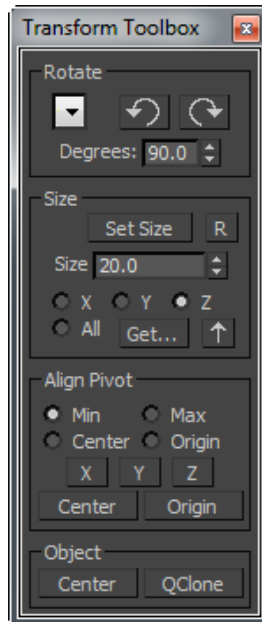 Transform Toolbox
Rotate
Degrees: 90.0
Size
Set Size R
Size 20.0
X Y Z
All Get...
Align Pivot
Min Max
Center Origin
X Y Z
Center Origin
Object
Center QClone